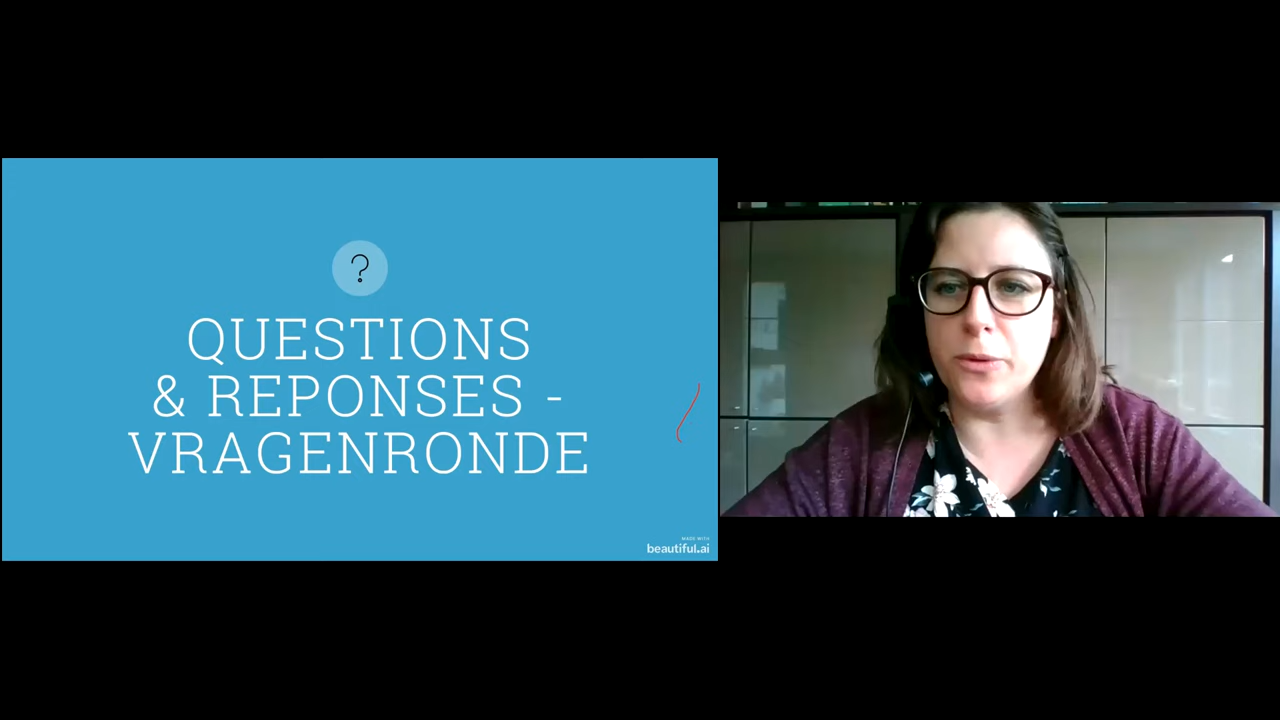 ?
QUESTIONS
& REPONSES -
VRAGENRONDE
MADE WITH
beautiful.ai